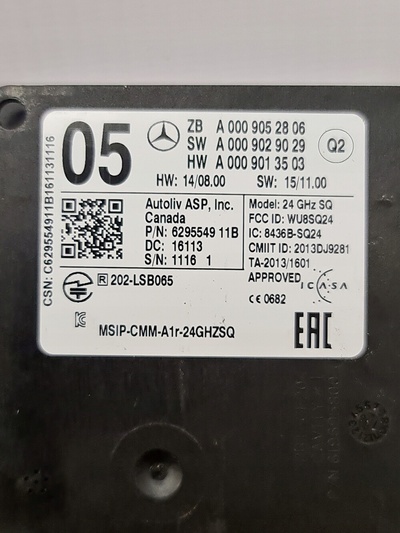 05
ZB A 000 905 28 06
SW A 000 902 90 29
HW A 000 901 35 03
Q2
HW: 14/08.00 SW: 15/11.00
CSN: C629554911B161131116
Autoliv ASP, Inc.
Canada
P/N: 6295549 11B
DC: 16113
SN: 1116 1
Model: 24 GHz SQ
FCC ID: WU8SQ24
IC: 8436B-SQ24
CMIIT ID: 2013DJ9281
TA-2013/1601
APPROVED
ICASA
CE 0682
R 202-LSB065
MSIP-CMM-A1r-24GHZSQ
EAC